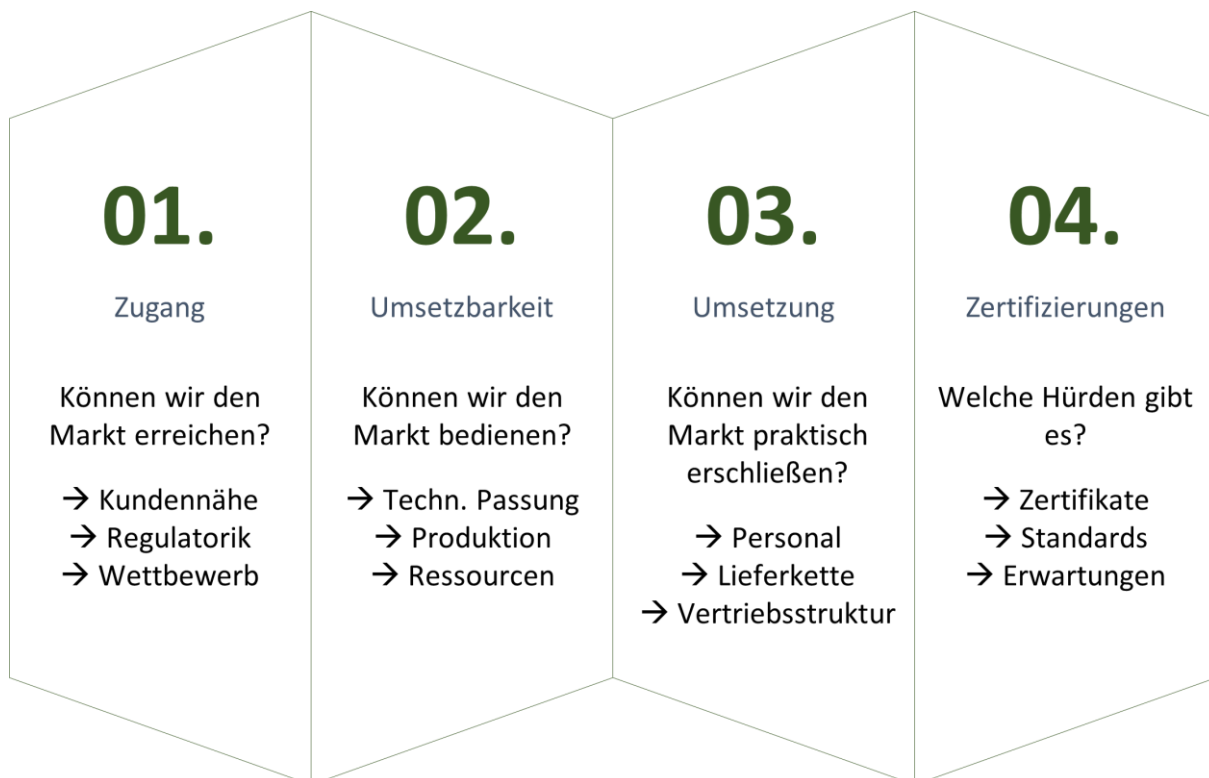 01.
Zugang
Können wir den
Markt erreichen?
→ Kundennähe
→ Regulatorik
→ Wettbewerb
02.
Umsetzbarkeit
Können wir den
Markt bedienen?
→ Techn. Passung
→ Produktion
→ Ressourcen
03.
Umsetzung
Können wir den
Markt praktisch
erschließen?
→ Personal
→ Lieferkette
→ Vertriebsstruktur
04.
Zertifizierungen
Welche Hürden gibt
es?
→ Zertifikate
→ Standards
→ Erwartungen